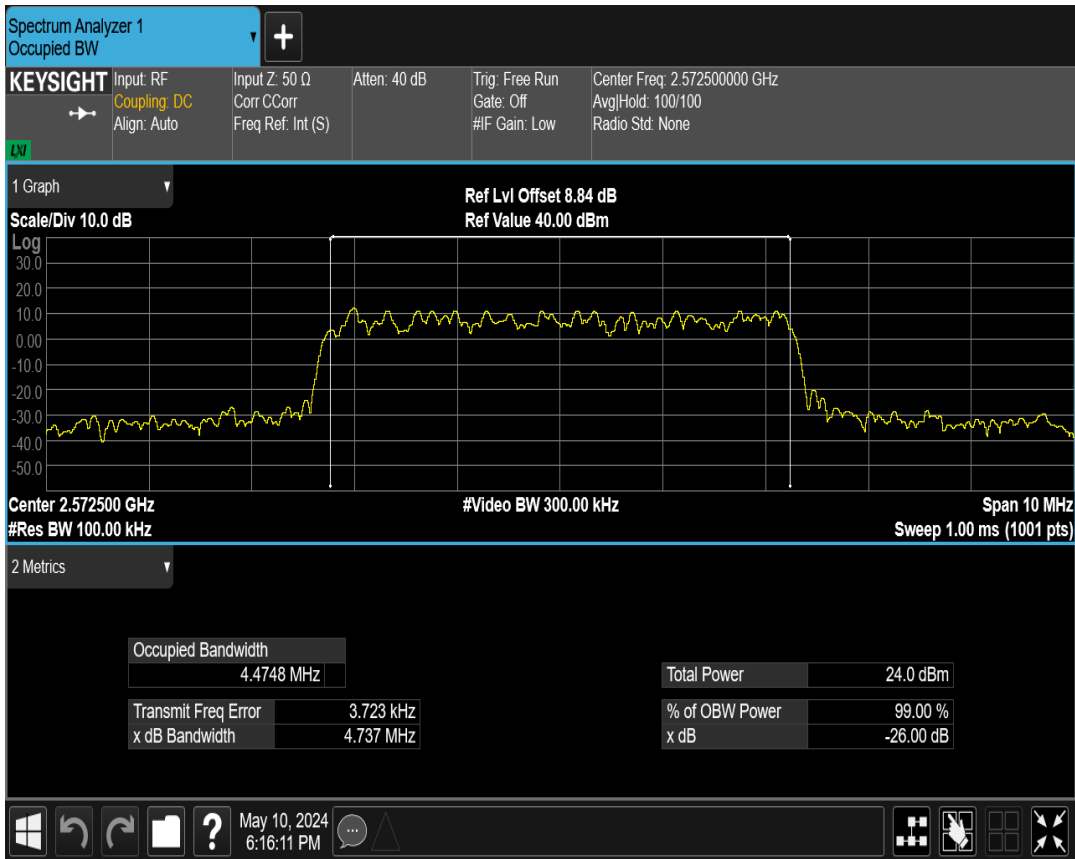 Spectrum Analyzer 1
Occupied BW
+
KEYSIGHT
LXI
Input: RF
Coupling: DC
Align: Auto
Input Z: 50 Ω
Corr CCorr
Freq Ref: Int (S)
Atten: 40 dB
Trig: Free Run
Gate: Off
#IF Gain: Low
Center Freq: 2.572500000 GHz
Avg|Hold: 100/100
Radio Std: None
1 Graph
Scale/Div 10.0 dB
Ref Lvl Offset 8.84 dB
Ref Value 40.00 dBm
Log
30.0
20.0
10.0
0.00
-10.0
-20.0
-30.0
-40.0
-50.0
Center 2.572500 GHz
#Video BW 300.00 kHz
Span 10 MHz
#Res BW 100.00 kHz
Sweep 1.00 ms (1001 pts)
2 Metrics
Occupied Bandwidth
4.4748 MHz
Total Power 24.0 dBm
Transmit Freq Error 3.723 kHz
% of OBW Power 99.00 %
x dB Bandwidth 4.737 MHz
x dB -26.00 dB
?
May 10, 2024
6:16:11 PM